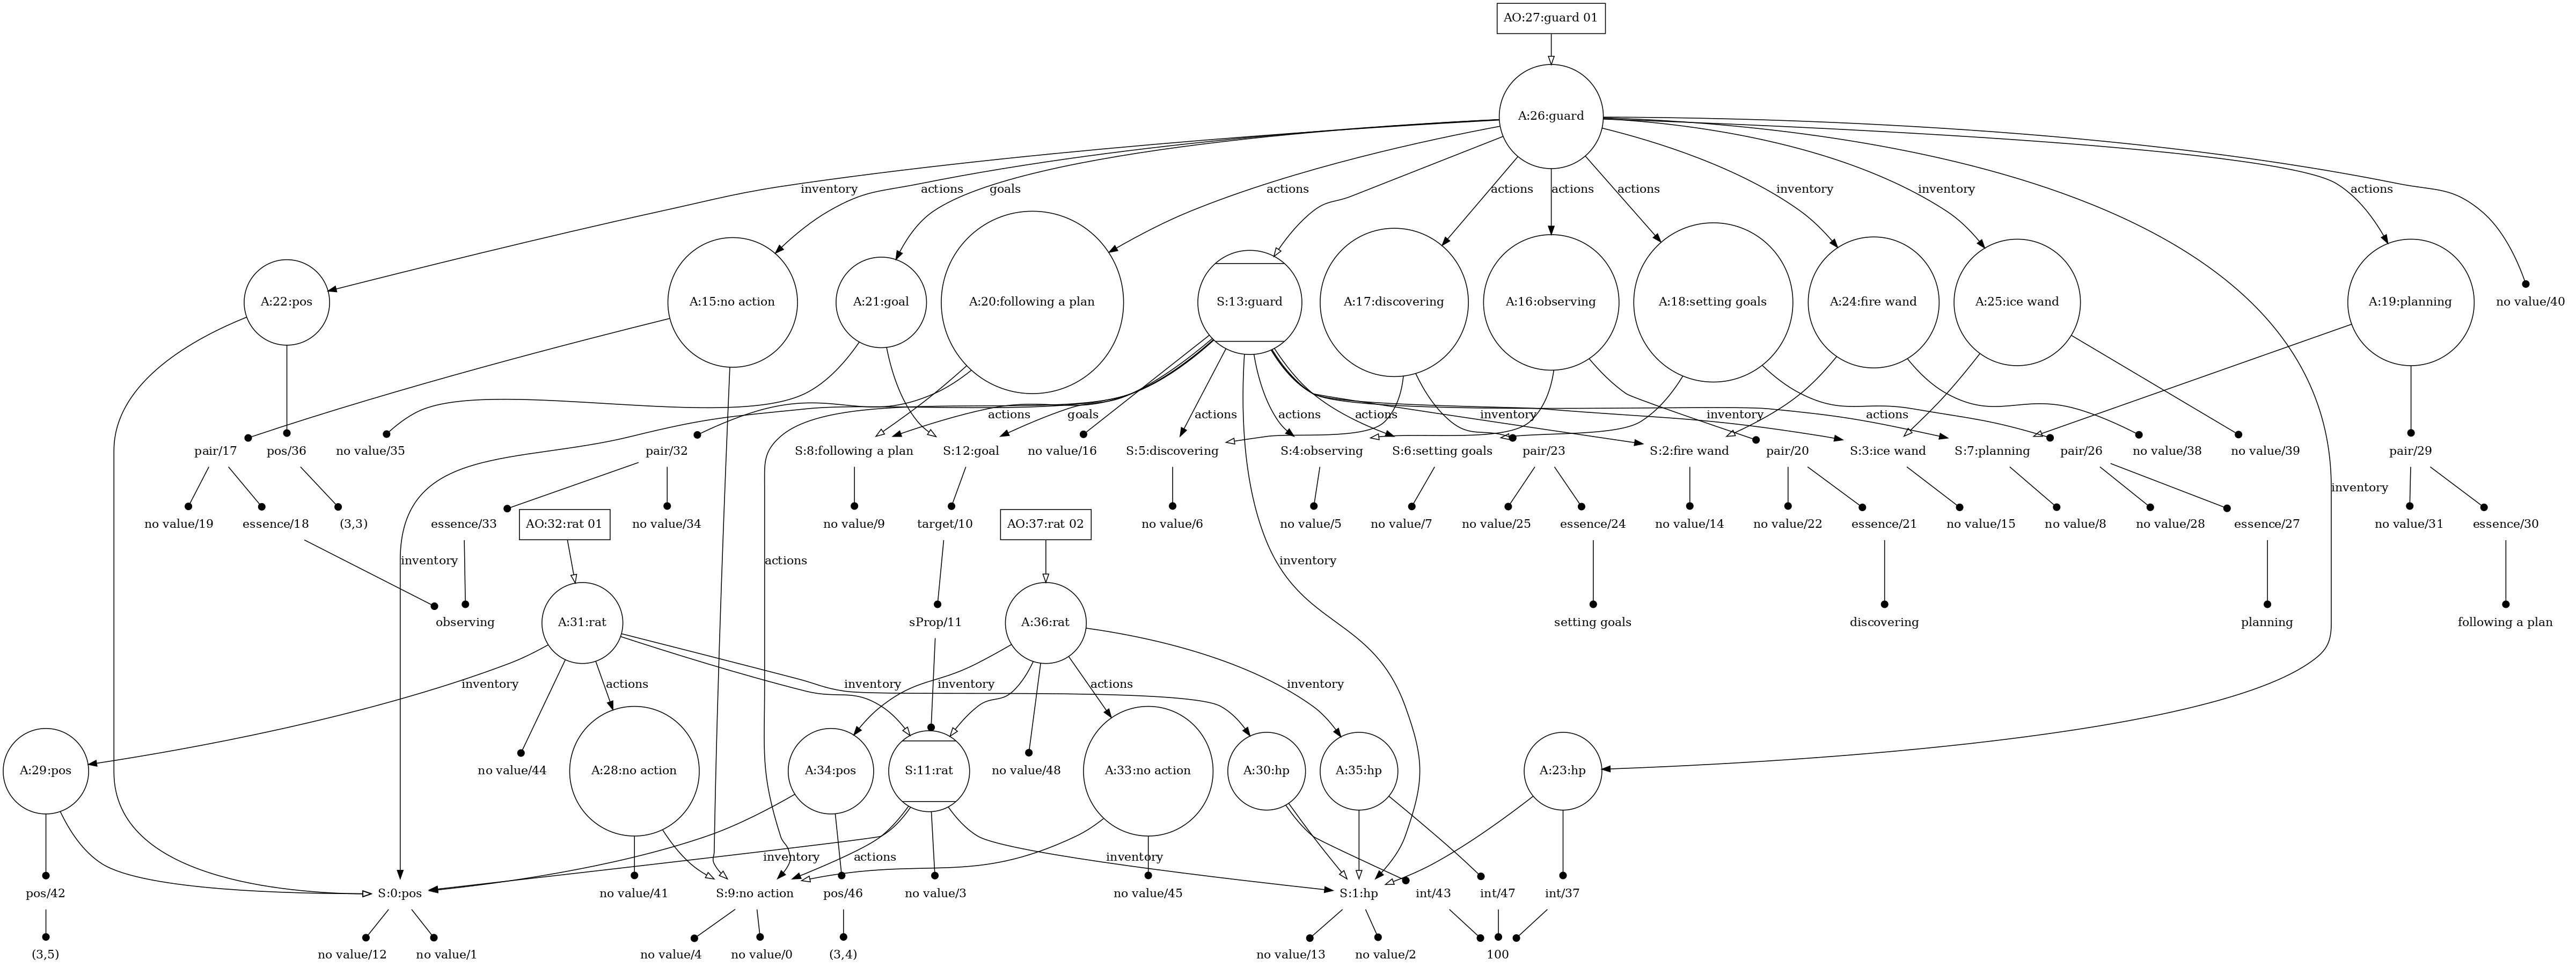 AO:27:guard 01
A:26:guard
inventory
actions
goals
actions
actions
actions
actions
inventory
inventory
actions
A:22:pos
A:15:no action
A:21:goal
A:20:following a plan
S:13:guard
A:17:discovering
A:16:observing
A:18:setting goals
A:24:fire wand
A:25:ice wand
A:19:planning
no value/40
actions
goals
actions
actions
actions
inventory
inventory
actions
pair/17
pos/36
no value/35
pair/32
S:8:following a plan
S:12:goal
no value/16
S:5:discovering
S:4:observing
S:6:setting goals
pair/23
S:2:fire wand
pair/20
S:3:ice wand
S:7:planning
pair/26
no value/38
no value/39
pair/29
inventory
no value/19
essence/18
(3,3)
essence/33
AO:32:rat 01
no value/34
no value/9
target/10
AO:37:rat 02
no value/6
no value/5
no value/7
no value/25
essence/24
no value/14
no value/22
essence/21
no value/15
no value/8
no value/28
essence/27
no value/31
essence/30
inventory
actions
inventory
observing
A:31:rat
sProp/11
A:36:rat
setting goals
discovering
planning
following a plan
inventory
actions
inventory
inventory
actions
inventory
A:29:pos
no value/44
A:28:no action
A:34:pos
S:11:rat
no value/48
A:33:no action
A:30:hp
A:35:hp
A:23:hp
inventory
actions
inventory
pos/42
S:0:pos
no value/41
S:9:no action
pos/46
no value/3
no value/45
S:1:hp
int/43
int/47
int/37
(3,5)
no value/12
no value/1
no value/4
no value/0
(3,4)
no value/13
no value/2
100